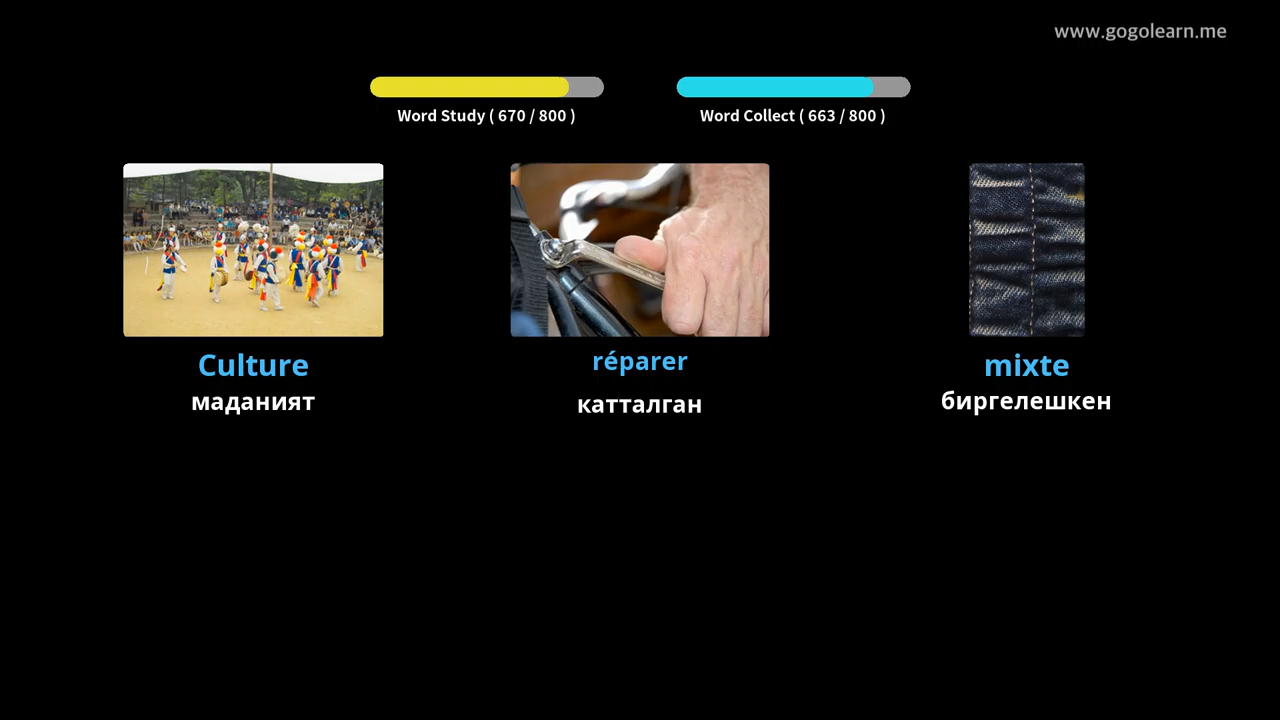 www.gogolearn.me
Word Study ( 670 / 800 )
Word Collect ( 663 / 800 )
Culture
маданият
réparer
катталган
mixte
биргелешкен